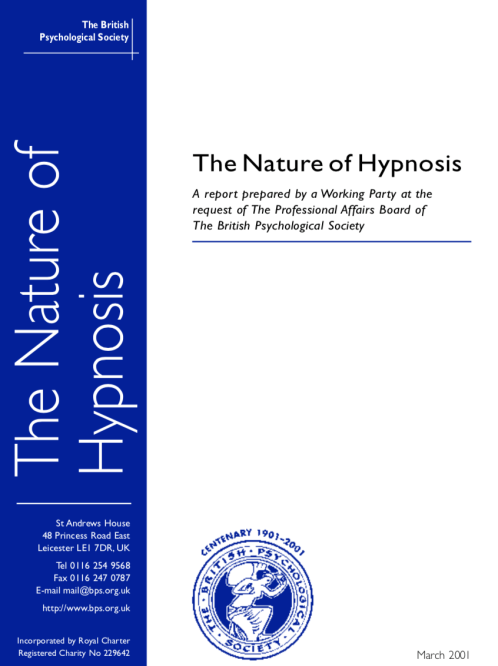 The British
Psychological Society
The Nature of
Hypnosis
St Andrews House
48 Princess Road East
Leicester LE1 7DR, UK
Tel 0116 254 9568
Fax 0116 247 0787
E-mail mail@bps.org.uk
http://www.bps.org.uk
Incorporated by Royal Charter
Registered Charity No 229642
The Nature of Hypnosis
A report prepared by a Working Party at the
request of The Professional Affairs Board of
The British Psychological Society
CENTENARY 1901-2001
THE · BRITISH · PSYCHOLOGICAL
SOCIETY
March 2001